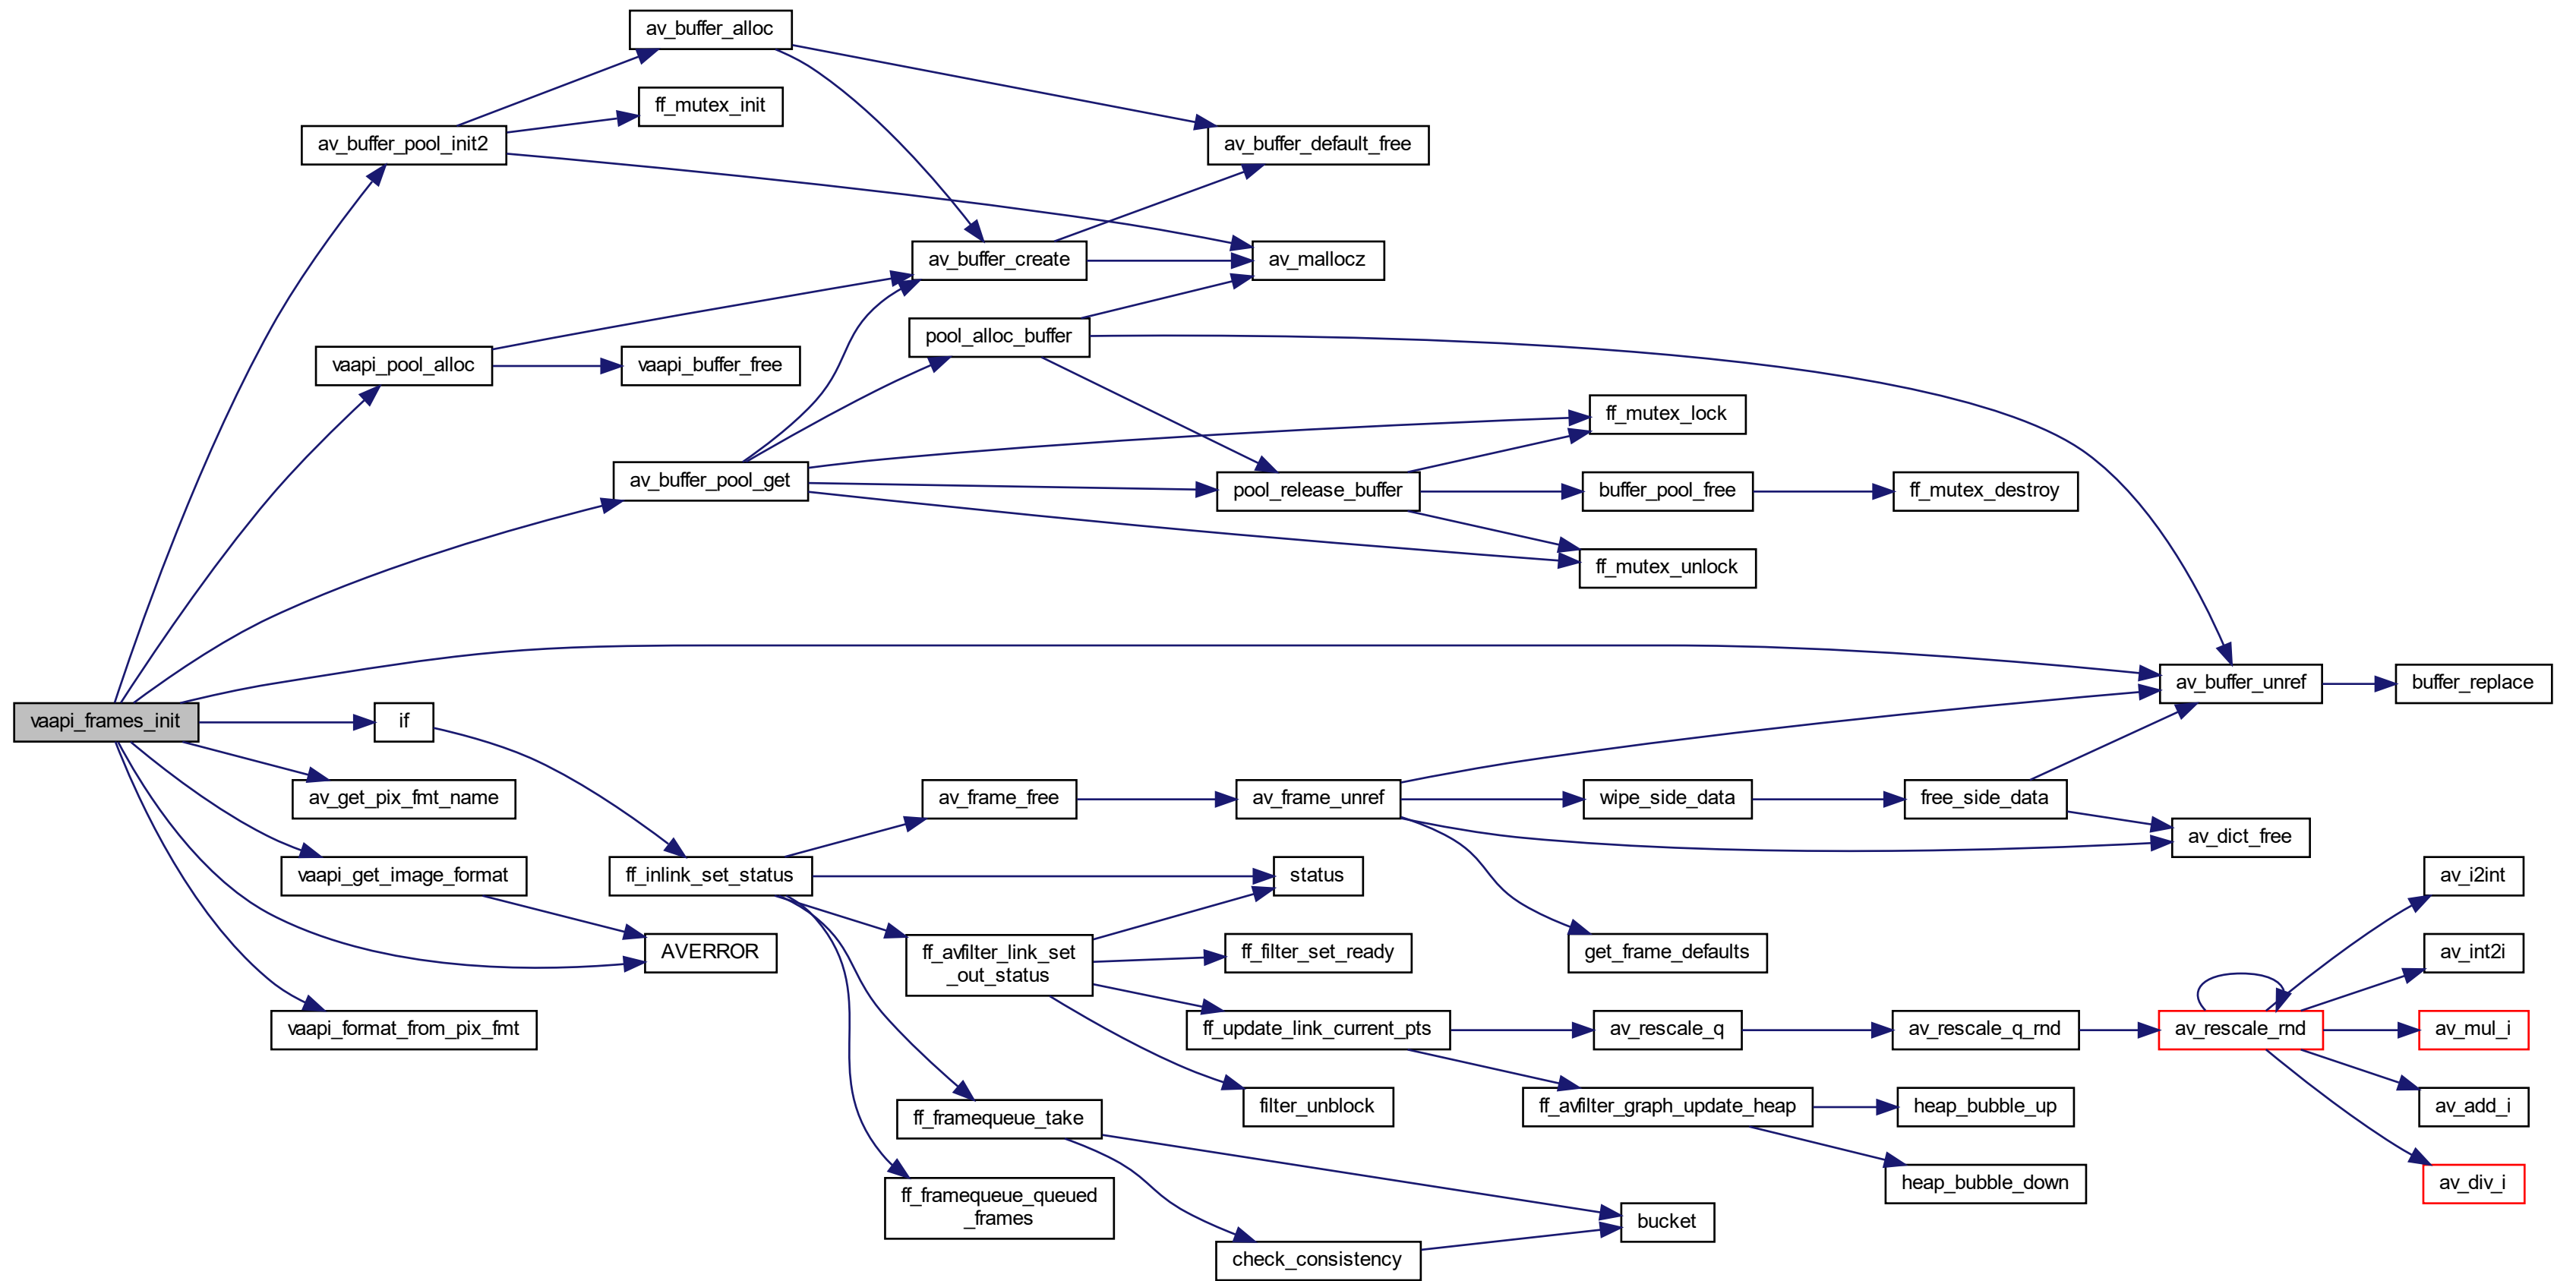 av_buffer_alloc
ff_mutex_init
av_buffer_pool_init2
av_buffer_default_free
av_buffer_create
av_mallocz
pool_alloc_buffer
vaapi_pool_alloc
vaapi_buffer_free
ff_mutex_lock
av_buffer_pool_get
pool_release_buffer
buffer_pool_free
ff_mutex_destroy
ff_mutex_unlock
av_buffer_unref
buffer_replace
vaapi_frames_init
if
av_get_pix_fmt_name
av_frame_free
av_frame_unref
wipe_side_data
free_side_data
av_dict_free
vaapi_get_image_format
ff_inlink_set_status
status
av_i2int
AVERROR
ff_avfilter_link_set
_out_status
ff_filter_set_ready
get_frame_defaults
av_int2i
vaapi_format_from_pix_fmt
ff_update_link_current_pts
av_rescale_q
av_rescale_q_rnd
av_rescale_rnd
av_mul_i
ff_framequeue_take
filter_unblock
ff_avfilter_graph_update_heap
heap_bubble_up
av_add_i
ff_framequeue_queued
_frames
heap_bubble_down
av_div_i
bucket
check_consistency